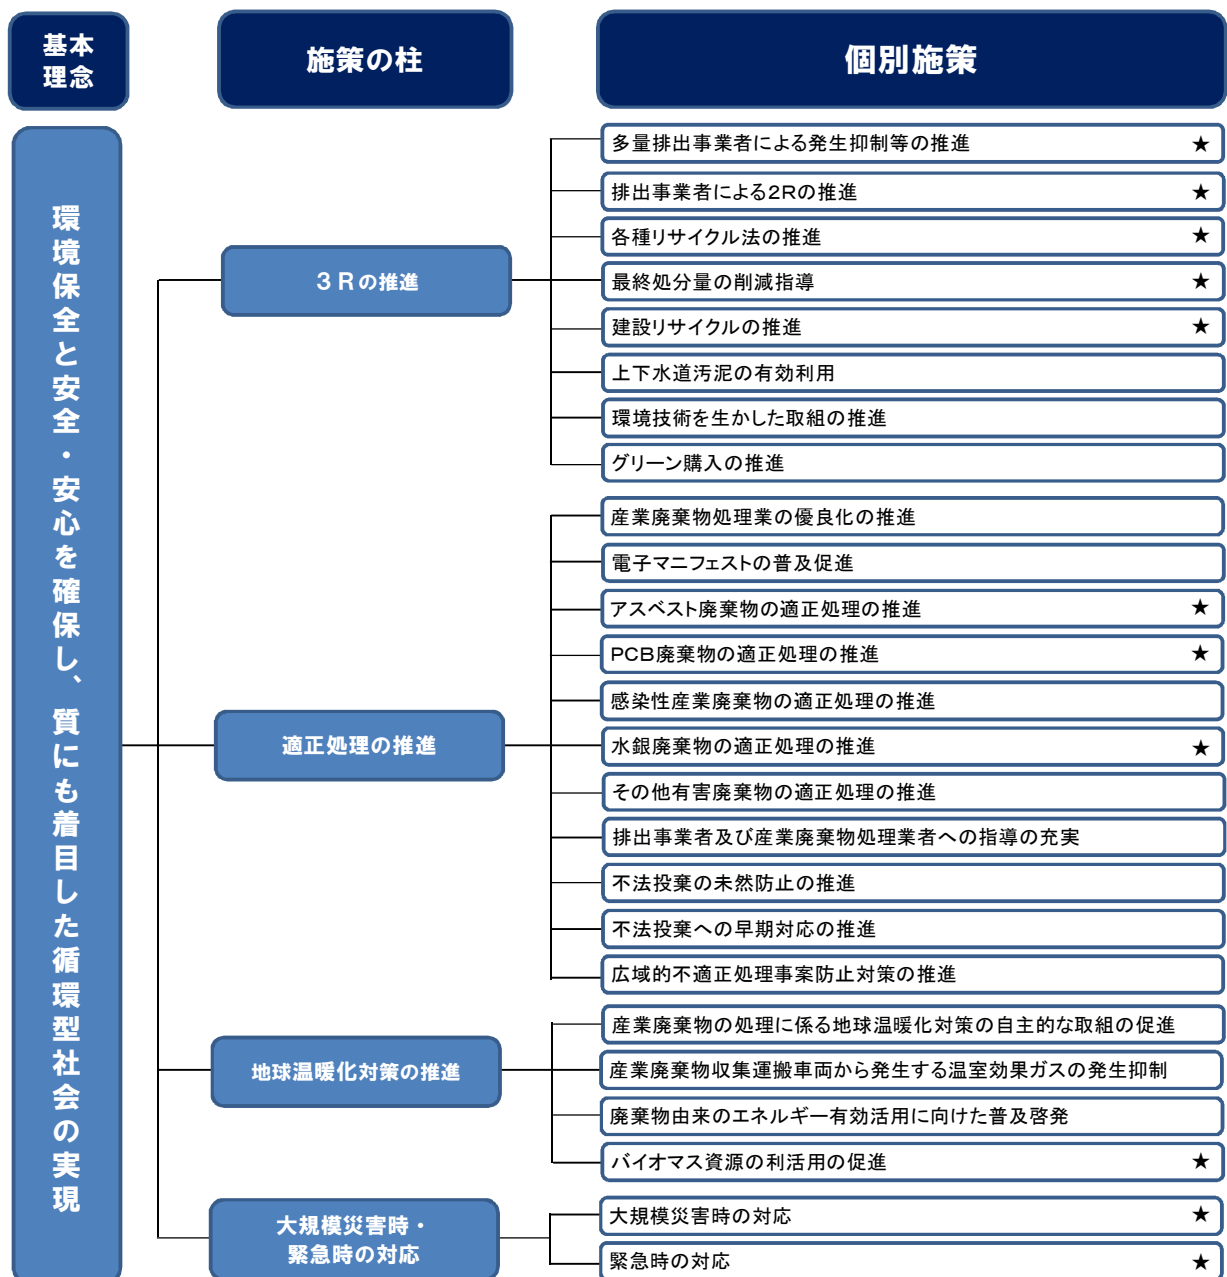 基本
理念
施策の柱
個別施策
環境保全と安全・安心を確保し、質にも着目した循環型社会の実現
3Rの推進
多量排出事業者による発生抑制等の推進 ★
排出事業者による2Rの推進 ★
各種リサイクル法の推進 ★
最終処分量の削減指導 ★
建設リサイクルの推進 ★
上下水道汚泥の有効利用
環境技術を生かした取組の推進
グリーン購入の推進
適正処理の推進
産業廃棄物処理業の優良化の推進
電子マニフェストの普及促進
アスベスト廃棄物の適正処理の推進 ★
PCB廃棄物の適正処理の推進 ★
感染性産業廃棄物の適正処理の推進
水銀廃棄物の適正処理の推進 ★
その他有害廃棄物の適正処理の推進
排出事業者及び産業廃棄物処理業者への指導の充実
不法投棄の未然防止の推進
不法投棄への早期対応の推進
広域的不適正処理事案防止対策の推進
地球温暖化対策の推進
産業廃棄物の処理に係る地球温暖化対策の自主的な取組の促進
産業廃棄物収集運搬車両から発生する温室効果ガスの発生抑制
廃棄物由来のエネルギー有効活用に向けた普及啓発
バイオマス資源の利活用の促進 ★
大規模災害時・
緊急時の対応
大規模災害時の対応 ★
緊急時の対応 ★